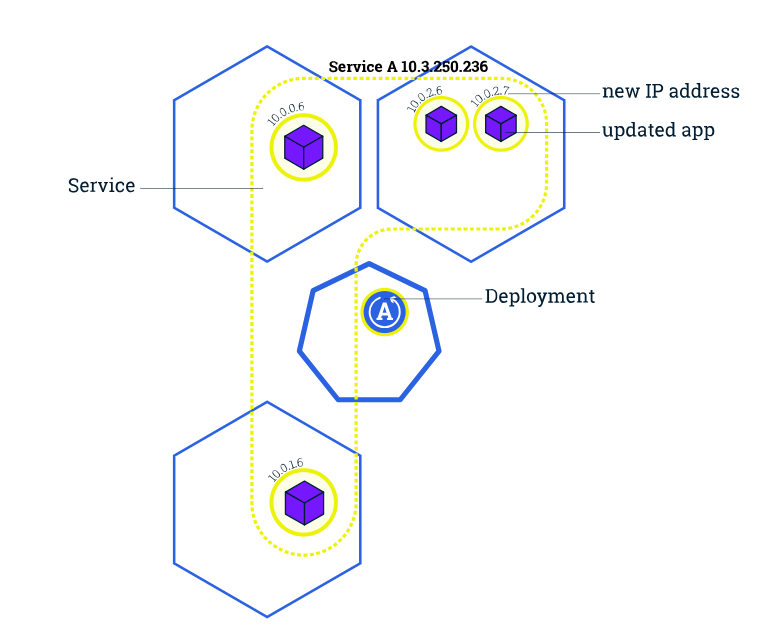 Service A 10.3.250.236
10.0.0.6
10.0.2.6
10.0.2.7
new IP address
updated app
Service
Deployment
A
10.0.1.6